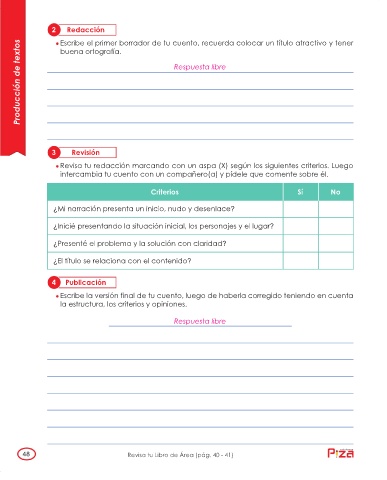 Producción de textos
2 Redacción
Escribe el primer borrador de tu cuento, recuerda colocar un título atractivo y tener
buena ortografía.
Respuesta libre
3 Revisión
Revisa tu redacción marcando con un aspa (X) según los siguientes criterios. Luego
intercambia tu cuento con un compañero(a) y pídele que comente sobre él.
Criterios Sí No
¿Mi narración presenta un inicio, nudo y desenlace?
¿Inicié presentando la situación inicial, los personajes y el lugar?
¿Presenté el problema y la solución con claridad?
¿El título se relaciona con el contenido?
4 Publicación
Escribe la versión final de tu cuento, luego de haberla corregido teniendo en cuenta
la estructura, los criterios y opiniones.
Respuesta libre
48 Revisa tu Libro de Área (pág. 40 - 41)